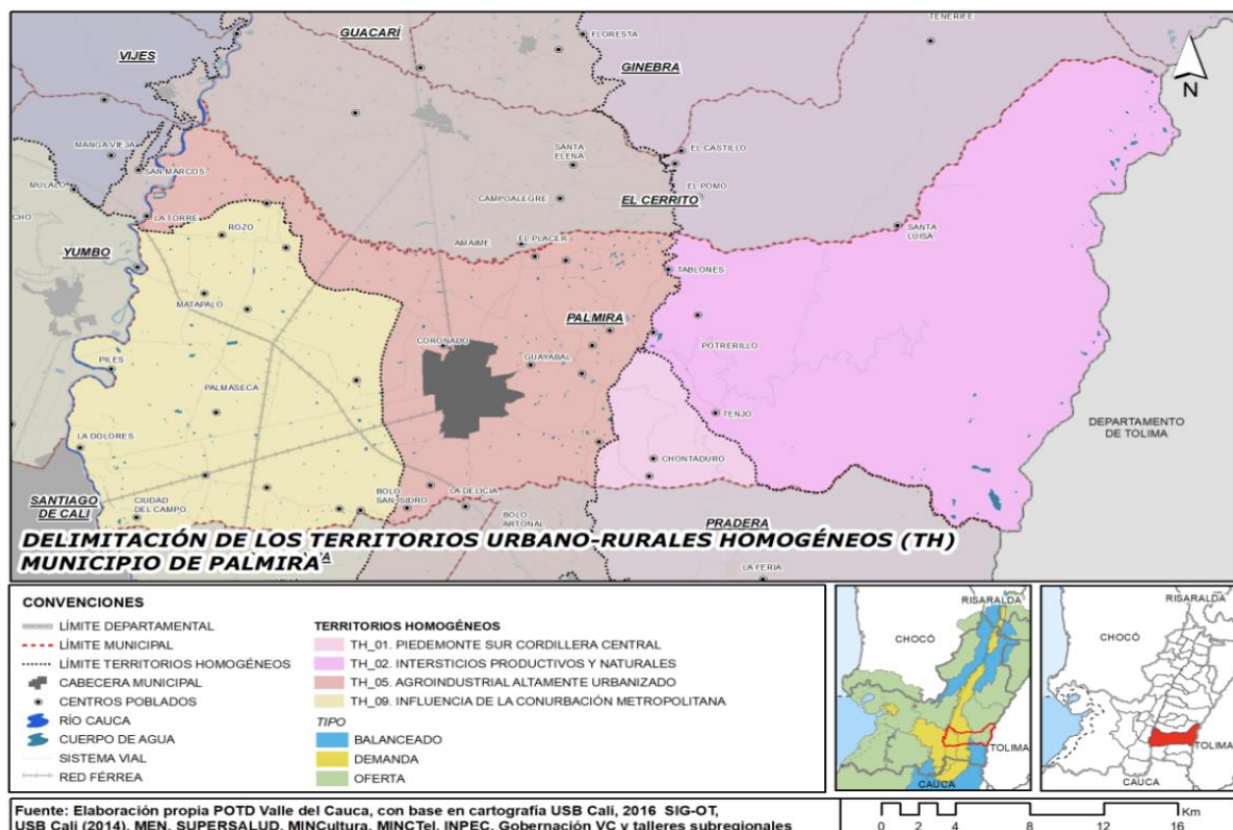 TENERIFE
GUACARÍ
FLORESTA
VIJES
GINEBRA
N
MANGA VIEJA
SANTA
ELENA
EL CASTILLO
SAN MARCOS
MULALÓ
EL POMO
CAMPOALEGRE
EL CERRITO
LA TORRE
CHO
ROZO
SANTA
LUISA
AMAIME
EL PLACER
YUMBO
TABLONES
MATAPALO
PALMIRA
CORONADO
POTRERILLO
GUAYABAL
PILES
PALMASECA
TENJO
DEPARTAMENTO
DE TOLIMA
LA DOLORES
CHONTADURO
SANTIAGO
DE CALI
CIUDAD
DEL CAMPO
BOLO
SAN ISIDRO
LA DELICIA
BOLO
ARTONAL
PRADERA
DELIMITACIÓN DE LOS TERRITORIOS URBANO-RURALES HOMOGÉNEOS (TH)
MUNICIPIO DE PALMIRA
LA FERIA
CONVENCIONES
LÍMITE DEPARTAMENTAL
LÍMITE MUNICIPAL
LÍMITE TERRITORIOS HOMOGÉNEOS
CABECERA MUNICIPAL
CENTROS POBLADOS
RÍO CAUCA
CUERPO DE AGUA
SISTEMA VIAL
RED FÉRREA
TERRITORIOS HOMOGÉNEOS
TH_01. PIEDEMONTE SUR CORDILLERA CENTRAL
TH_02. INTERSTICIOS PRODUCTIVOS Y NATURALES
TH_05. AGROINDUSTRIAL ALTAMENTE URBANIZADO
TH_09. INFLUENCIA DE LA CONURBACIÓN METROPOLITANA
TIPO
BALANCEADO
DEMANDA
OFERTA
RISARALDA
CHOCÓ
TOLIMA
CAUCA
RISARALDA
CHOCÓ
TOLIMA
CAUCA
Fuente: Elaboración propia POTD Valle del Cauca, con base en cartografía USB Cali, 2016 SIG-OT,
USB Cali (2014), MEN, SUPERSALUD, MINCultura, MINCTel, INPEC, Gobernación VC y talleres subregionales
Km
0 2 4 8 12 16